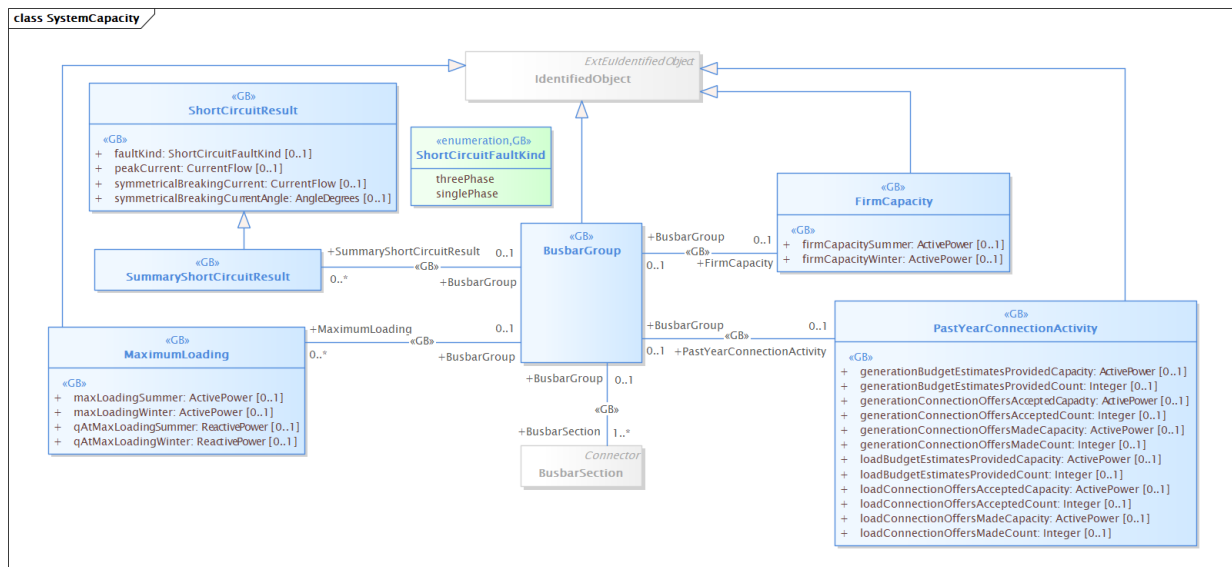 class SystemCapacity
ExtEuIdentifiedObject
IdentifiedObject
«GB»
ShortCircuitResult
«GB»
+ faultKind: ShortCircuitFaultKind [0..1]
+ peakCurrent: CurrentFlow [0..1]
+ symmetricalBreakingCurrent: CurrentFlow [0..1]
+ symmetricalBreakingCurrentAngle: AngleDegrees [0..1]
«enumeration,GB»
ShortCircuitFaultKind
threePhase
singlePhase
«GB»
FirmCapacity
«GB»
+ firmCapacitySummer: ActivePower [0..1]
+ firmCapacityWinter: ActivePower [0..1]
«GB»
BusbarGroup
«GB»
SummaryShortCircuitResult
+SummaryShortCircuitResult
0..1
«GB»
0..*
+BusbarGroup
+BusbarGroup
0..1
«GB»
0..1
+FirmCapacity
«GB»
MaximumLoading
«GB»
+ maxLoadingSummer: ActivePower [0..1]
+ maxLoadingWinter: ActivePower [0..1]
+ qAtMaxLoadingSummer: ReactivePower [0..1]
+ qAtMaxLoadingWinter: ReactivePower [0..1]
+MaximumLoading
0..1
«GB»
0..*
+BusbarGroup
+BusbarGroup
0..1
«GB»
0..1
+PastYearConnectionActivity
«GB»
PastYearConnectionActivity
«GB»
+ generationBudgetEstimatesProvidedCapacity: ActivePower [0..1]
+ generationBudgetEstimatesProvidedCount: Integer [0..1]
+ generationConnectionOffersAcceptedCapacity: ActivePower [0..1]
+ generationConnectionOffersAcceptedCount: Integer [0..1]
+ generationConnectionOffersMadeCapacity: ActivePower [0..1]
+ generationConnectionOffersMadeCount: Integer [0..1]
+ loadBudgetEstimatesProvidedCapacity: ActivePower [0..1]
+ loadBudgetEstimatesProvidedCount: Integer [0..1]
+ loadConnectionOffersAcceptedCapacity: ActivePower [0..1]
+ loadConnectionOffersAcceptedCount: Integer [0..1]
+ loadConnectionOffersMadeCapacity: ActivePower [0..1]
+ loadConnectionOffersMadeCount: Integer [0..1]
+BusbarGroup
0..1
«GB»
+BusbarSection
1..*
Connector
BusbarSection